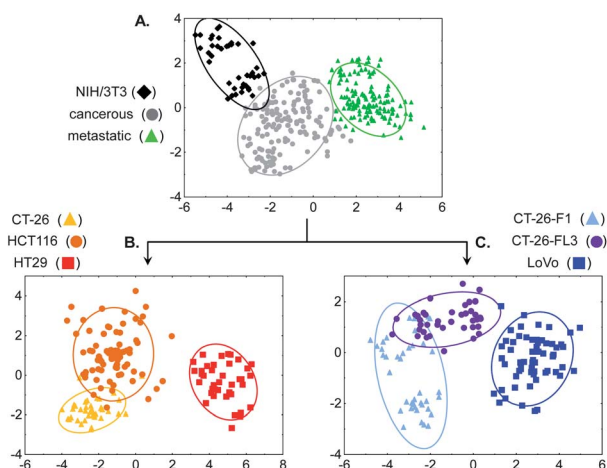 A.
4
2
0
-2
-4
-6 -4 -2 0 2 4 6
NIH/3T3 (◆)
cancerous (●)
metastatic (▲)
CT-26 (▲)
HCT116 (●)
HT29 (■)
B.
4
2
0
-2
-4
-6 -4 -2 0 2 4 6 8
CT-26-F1 (▲)
CT-26-FL3 (●)
LoVo (■)
C.
2
0
-2
-4
-6 -4 -2 0 2 4 6